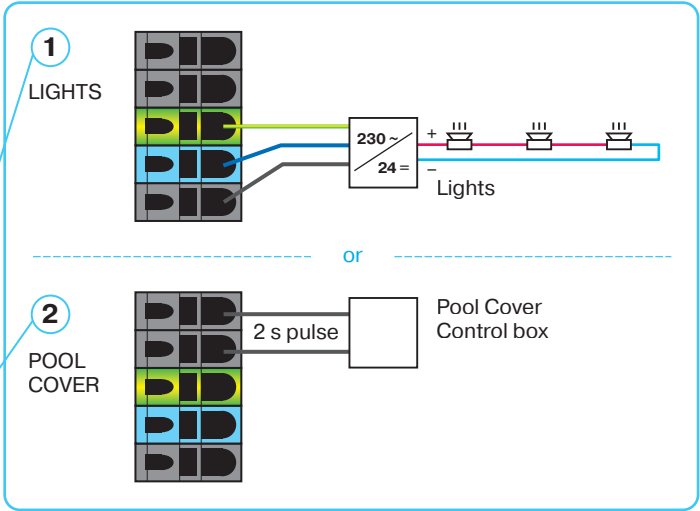 1
LIGHTS
230 ~
24 =
+
–
Lights
or
2
POOL
COVER
2 s pulse
Pool Cover
Control box